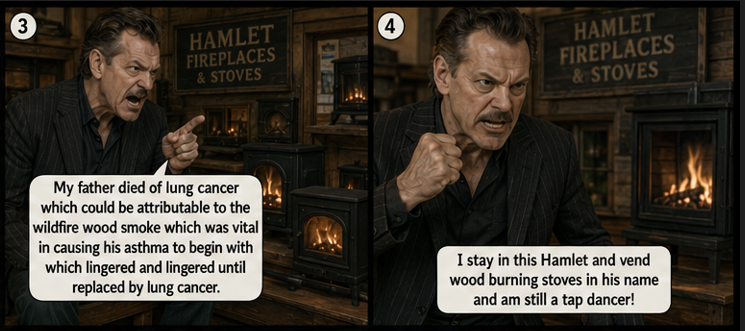 3
HAMLET
FIREPLACES
& STOVES
My father died of lung cancer
which could be attributable to the
wildfire wood smoke which was vital
in causing his asthma to begin with
which lingered and lingered until
replaced by lung cancer.
4
HAMLET
FIREPLACES
& STOVES
I stay in this Hamlet and vend
wood burning stoves in his name
and am still a tap dancer!